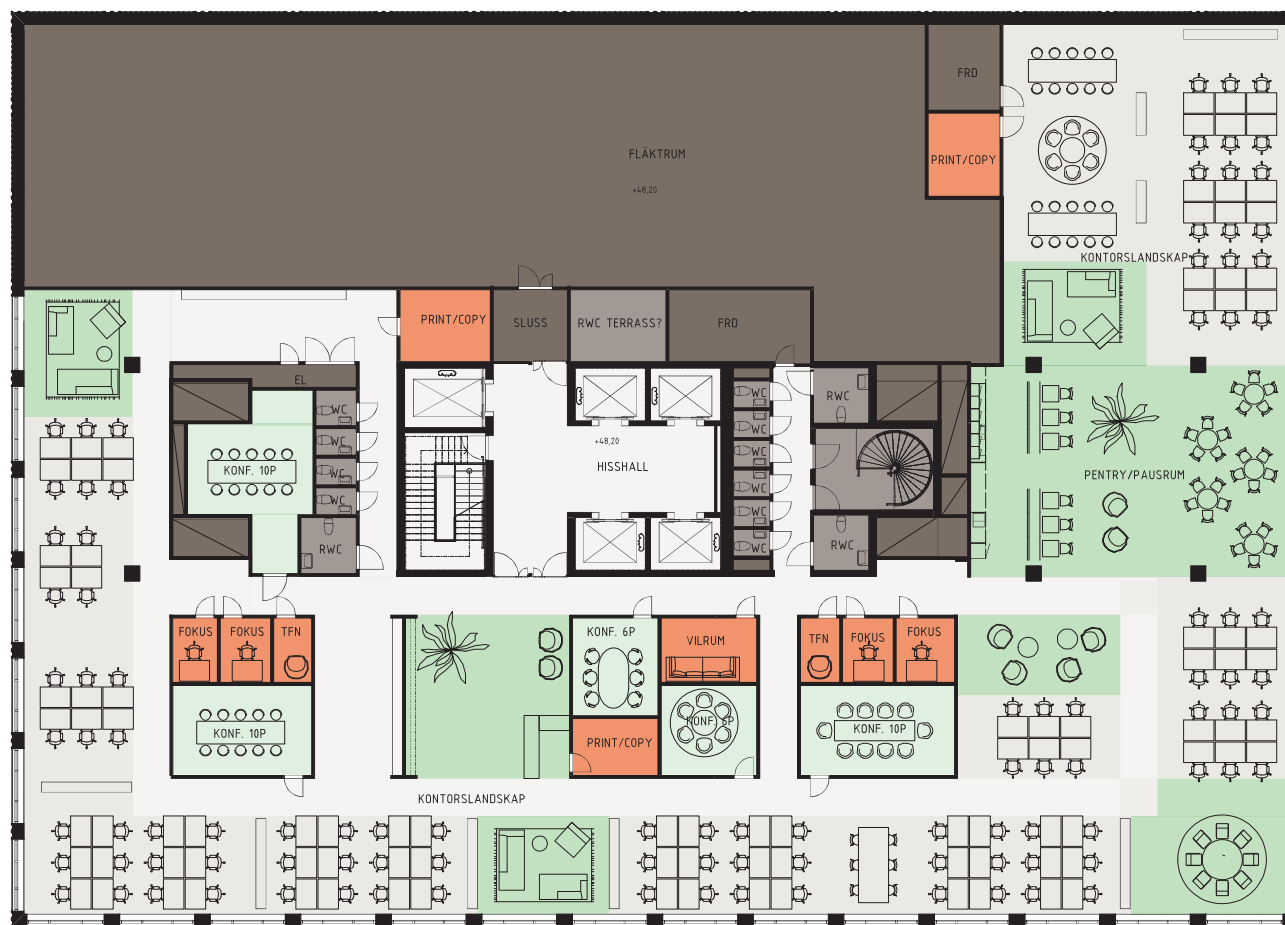 FRD
FLÄKTRUM
PRINT/COPY
+48,20
KONTORSLANDSKAP
PRINT/COPY
SLUSS
RWC TERRASS?
FRD
EL
WC
WC
RWC
WC
WC
+48,20
WC
HISSHALL
KONF. 10P
WC
WC
PENTRY/PAUSRUM
WC
WC
RWC
WC
RWC
FOKUS
FOKUS
TFN
KONF. 6P
VILRUM
TFN
FOKUS
FOKUS
KONF. 10P
PRINT/COPY
KONF. 6P
KONF. 10P
KONTORSLANDSKAP